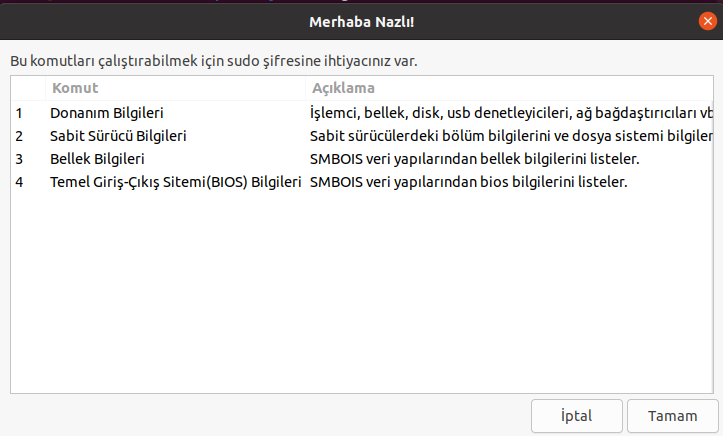 Merhaba Nazlı!
Bu komutları çalıştırabilmek için sudo şifresine ihtiyacınız var.
Komut Açıklama
1 Donanım Bilgileri İşlemci, bellek, disk, usb denetleyicileri, ağ bağdaştırıcıları vb
2 Sabit Sürücü Bilgileri Sabit sürücülerdeki bölüm bilgilerini ve dosya sistemi bilgiler
3 Bellek Bilgileri SMBOIS veri yapılarından bellek bilgilerini listeler.
4 Temel Giriş-Çıkış Sitemi(BIOS) Bilgileri SMBOIS veri yapılarından bios bilgilerini listeler.
İptal Tamam